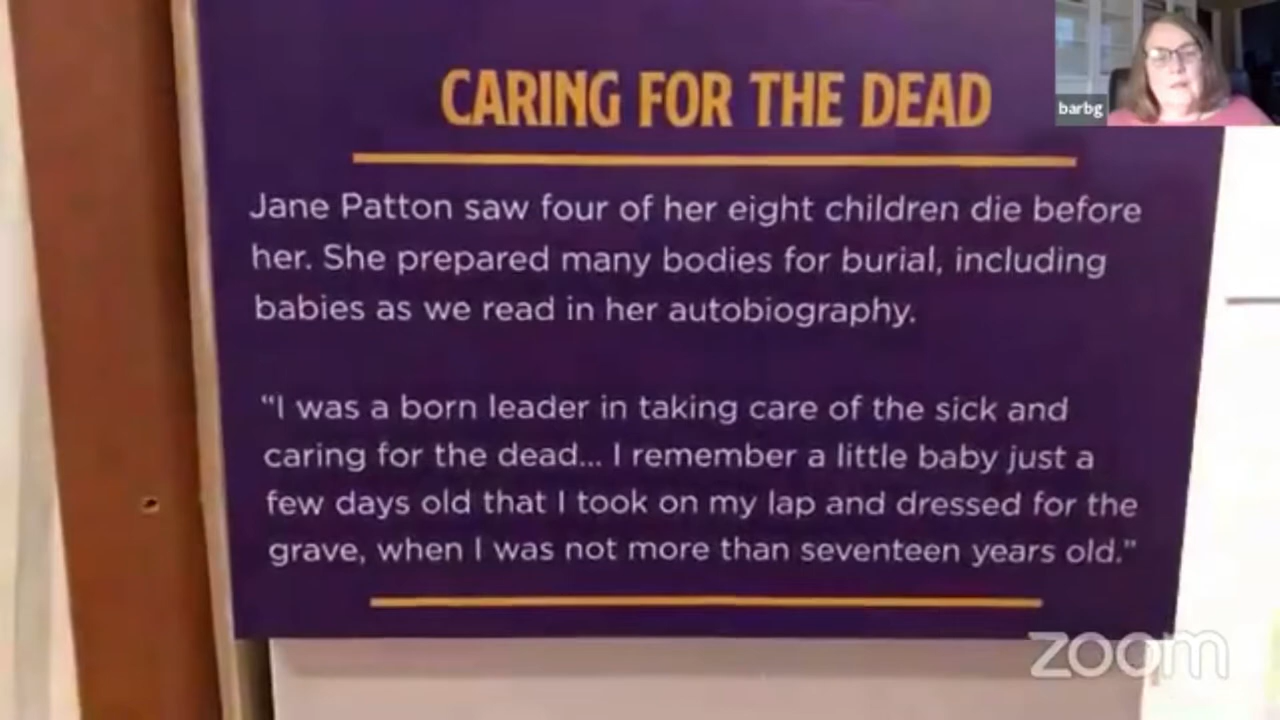 CARING FOR THE DEAD
barbg
Jane Patton saw four of her eight children die before
her. She prepared many bodies for burial, including
babies as we read in her autobiography.
“I was a born leader in taking care of the sick and
caring for the dead... I remember a little baby just a
few days old that I took on my lap and dressed for the
grave, when I was not more than seventeen years old.”
zoom